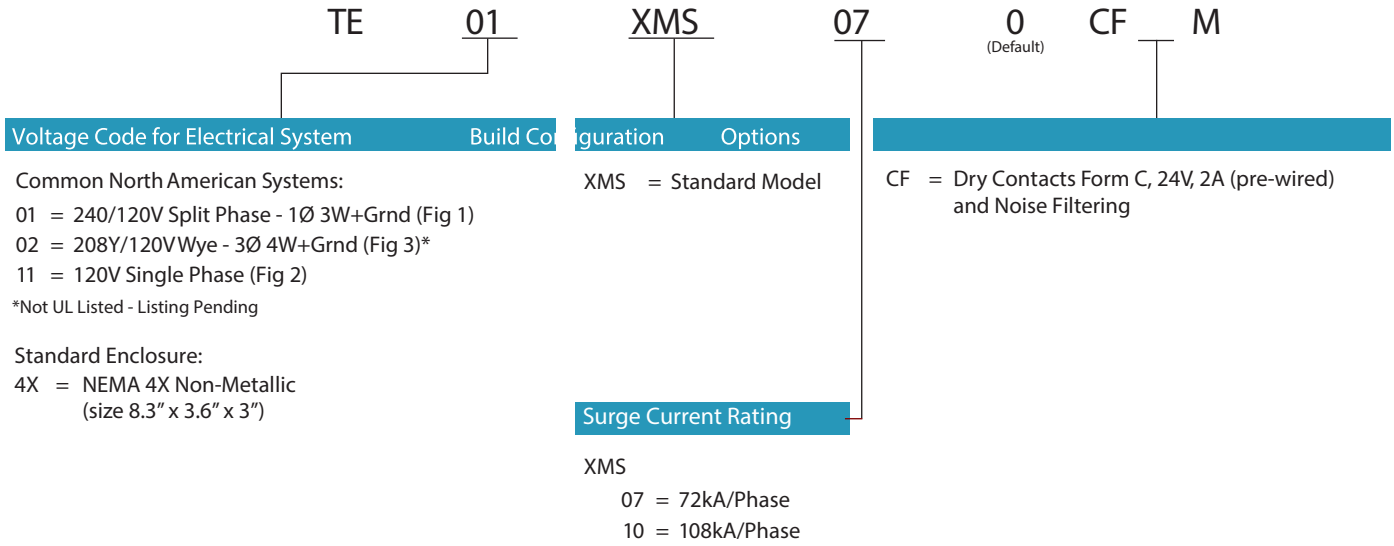 TE 01 XMS 07 0 CF __ M
(Default)
Voltage Code for Electrical System
Build Configuration
Options
Common North American Systems:
01 = 240/120V Split Phase - 1Ø 3W+Grnd (Fig 1)
02 = 208Y/120V Wye - 3Ø 4W+Grnd (Fig 3)*
11 = 120V Single Phase (Fig 2)
*Not UL Listed - Listing Pending
Standard Enclosure:
4X = NEMA 4X Non-Metallic
(size 8.3” x 3.6” x 3”)
XMS = Standard Model
CF = Dry Contacts Form C, 24V, 2A (pre-wired)
and Noise Filtering
Surge Current Rating
XMS
07 = 72kA/Phase
10 = 108kA/Phase